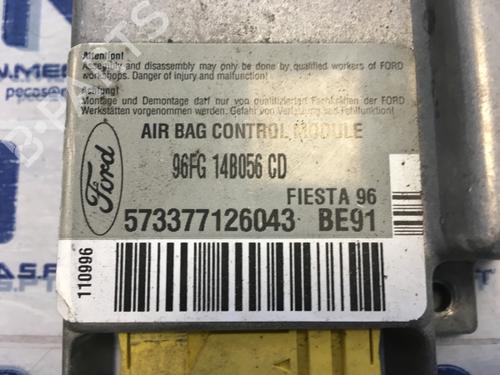 Attention!
Assembly and disassembly may only be done by qualified workers of FORD
workshops. Danger of injury and malfunction!
Achtung!
Montage und Demontage darf nur durch qualifizierten Fachkräften der FORD
Werkstätten vorgenommen werden. Gefahr von Verletzung und Fehlfunktion!
Ford
AIR BAG CONTROL MODULE
96FG 14B056 CD
FIESTA 96
573377126043 BE91
110996